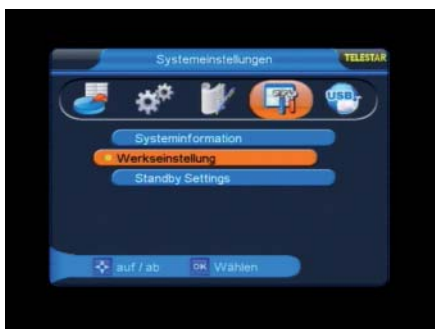 Systemeinstellungen
TELESTAR
USB
Systeminformation
Werkseinstellung
Standby Settings
auf / ab
OK Wählen